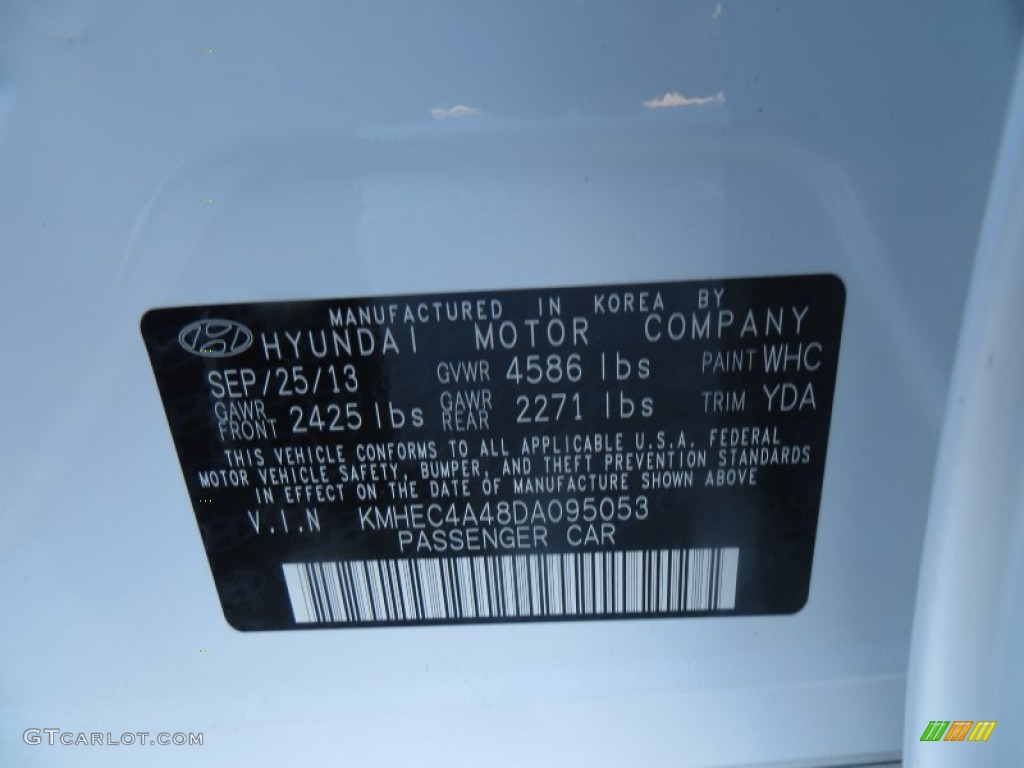 MANUFACTURED IN KOREA BY
HYUNDAI MOTOR COMPANY
SEP/25/13 GVWR 4586 lbs PAINT WHC
GAWR FRONT 2425 lbs GAWR REAR 2271 lbs TRIM YDA
THIS VEHICLE CONFORMS TO ALL APPLICABLE U.S.A. FEDERAL
MOTOR VEHICLE SAFETY, BUMPER, AND THEFT PREVENTION STANDARDS
IN EFFECT ON THE DATE OF MANUFACTURE SHOWN ABOVE
V.I.N KMHEC4A48DA095053
PASSENGER CAR
GTCARLOT.COM